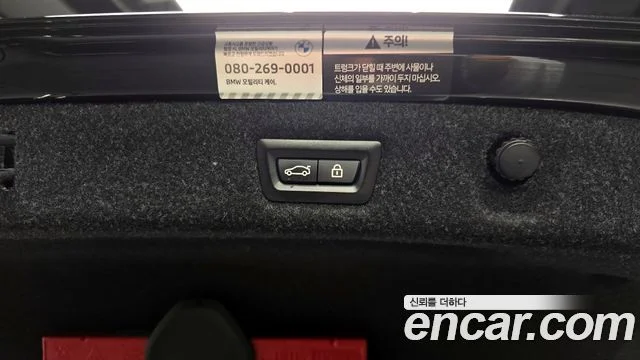 080-269-0001
BMW 모빌리티 케어.
주의!
트렁크가 닫힐 때 주변에 사물이나
신체의 일부를 가까이 두지 마십시오.
상해를 입을 수도 있습니다.
신뢰를 더하다
encar.com